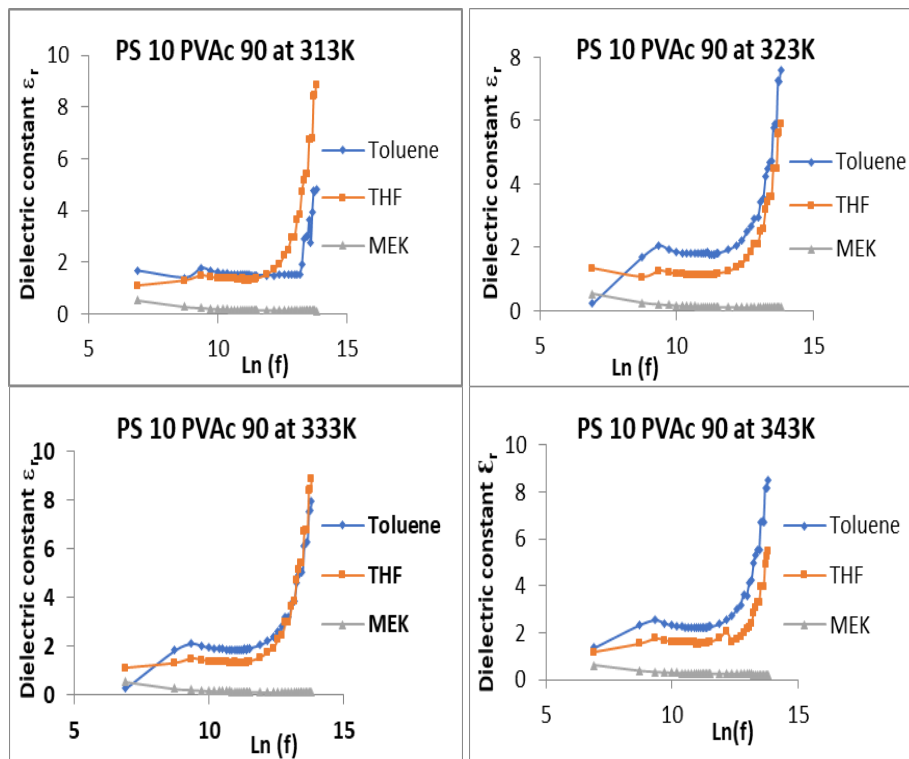 PS 10 PVAc 90 at 313K
Dielectric constant εr
10
8
6
4
2
0
5
10
15
Ln (f)
Toluene
THF
MEK
PS 10 PVAc 90 at 323K
Dielectric constant εr
8
6
4
2
0
5
10
15
Ln (f)
Toluene
THF
MEK
PS 10 PVAc 90 at 333K
Dielectric constant εr
10
8
6
4
2
0
5
10
15
Ln (f)
Toluene
THF
MEK
PS 10 PVAc 90 at 343K
Dielectric constant εr
10
8
6
4
2
0
5
10
15
Ln(f)
Toluene
THF
MEK